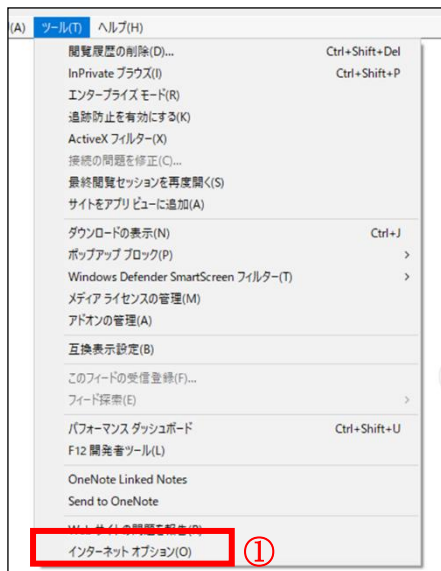 (A) ツール(T) ヘルプ(H)
閲覧履歴の削除(D)... Ctrl+Shift+Del
InPrivate ブラウズ(I) Ctrl+Shift+P
エンタープライズ モード(R)
追跡防止を有効にする(K)
ActiveX フィルター(X)
接続の問題を修正(C)...
最終閲覧セッションを再度開く(S)
サイトをアプリ ビューに追加(A)
ダウンロードの表示(N) Ctrl+J
ポップアップ ブロック(P) >
Windows Defender SmartScreen フィルター(T) >
メディア ライセンスの管理(M)
アドオンの管理(A)
互換表示設定(B)
このフィードの受信登録(F)...
フィード探索(E) >
パフォーマンス ダッシュボード Ctrl+Shift+U
F12 開発者ツール(L)
OneNote Linked Notes
Send to OneNote
Web サイトの問題を報告(R)
インターネット オプション(O) ①